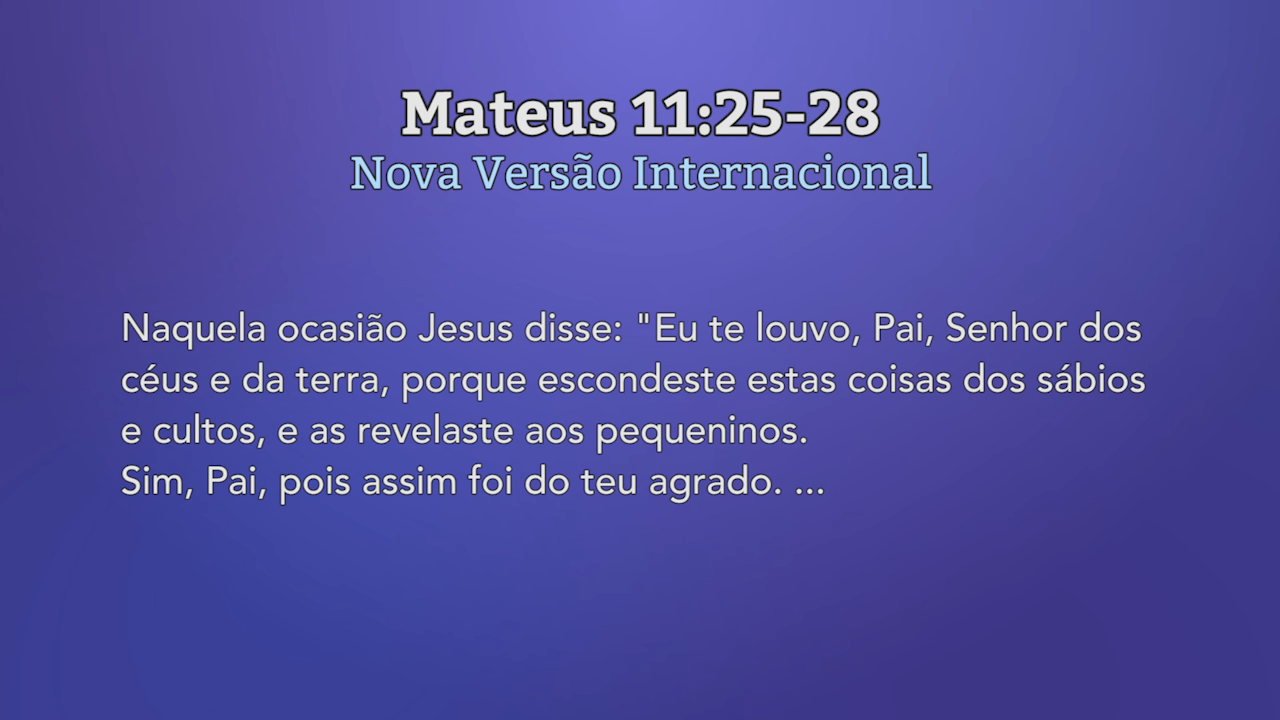 Mateus 11:25-28
Nova Versão Internacional
Naquela ocasião Jesus disse: "Eu te louvo, Pai, Senhor dos
céus e da terra, porque escondeste estas coisas dos sábios
e cultos, e as revelaste aos pequeninos.
Sim, Pai, pois assim foi do teu agrado. ...